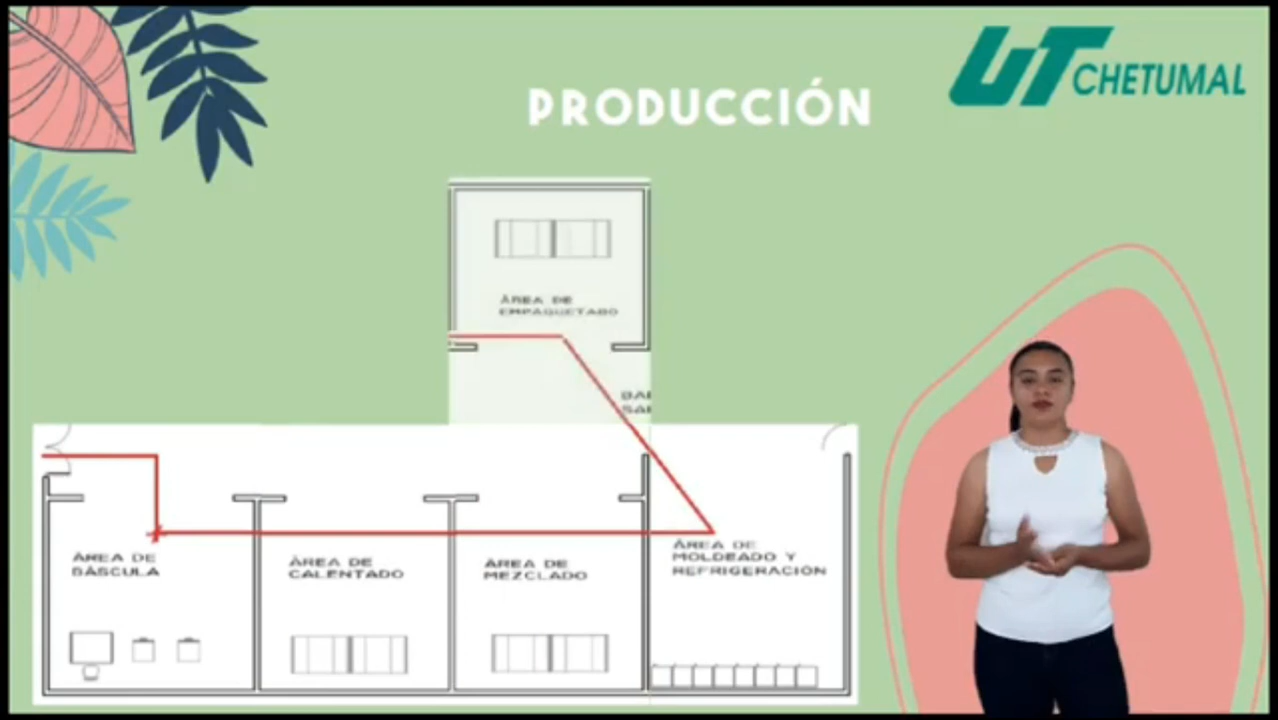 UT CHETUMAL
PRODUCCIÓN
ÁREA DE
EMPAQUETADO
ÁREA DE
BÁSCULA
ÁREA DE
CALENTADO
ÁREA DE
MEZCLADO
ÁREA DE
MOLDEADO Y
REFRIGERACIÓN